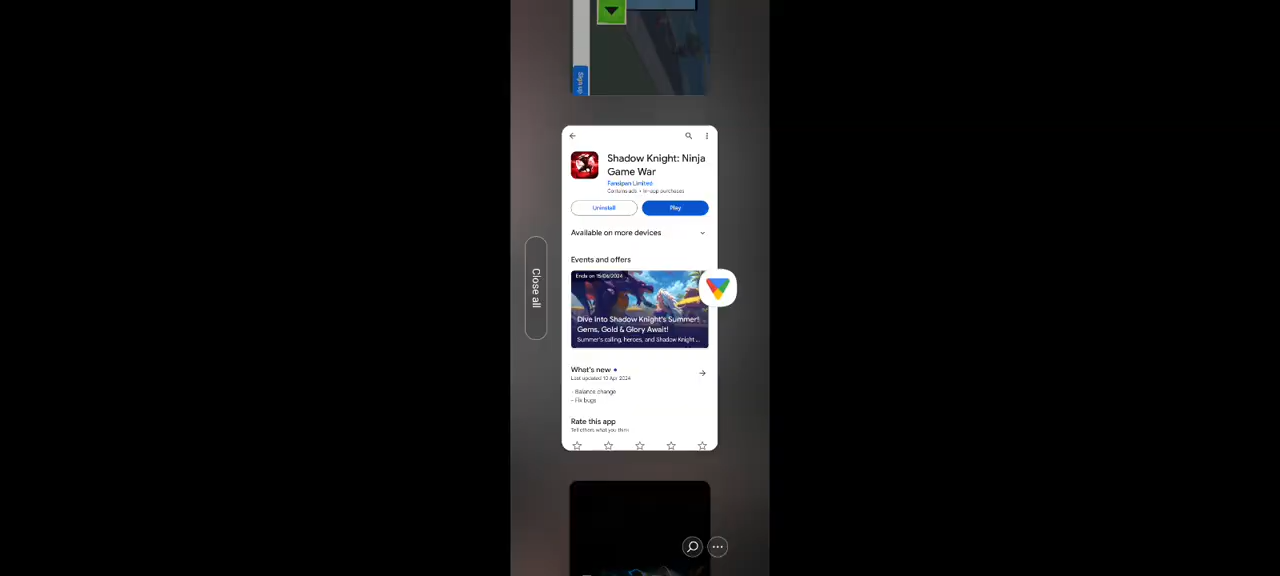 Sign up
Shadow Knight: Ninja
Game War
Fansipan Limited
Contains ads • In-app purchases
Uninstall
Play
Available on more devices
Close all
Events and offers
Ends on 15/06/2024
Dive Into Shadow Knight's Summer!
Gems, Gold & Glory Await!
Summer's calling, heroes, and Shadow Knight ...
What's new •
Last updated 10 Apr 2024
- Balance change
- Fix bugs
Rate this app
Tell others what you think